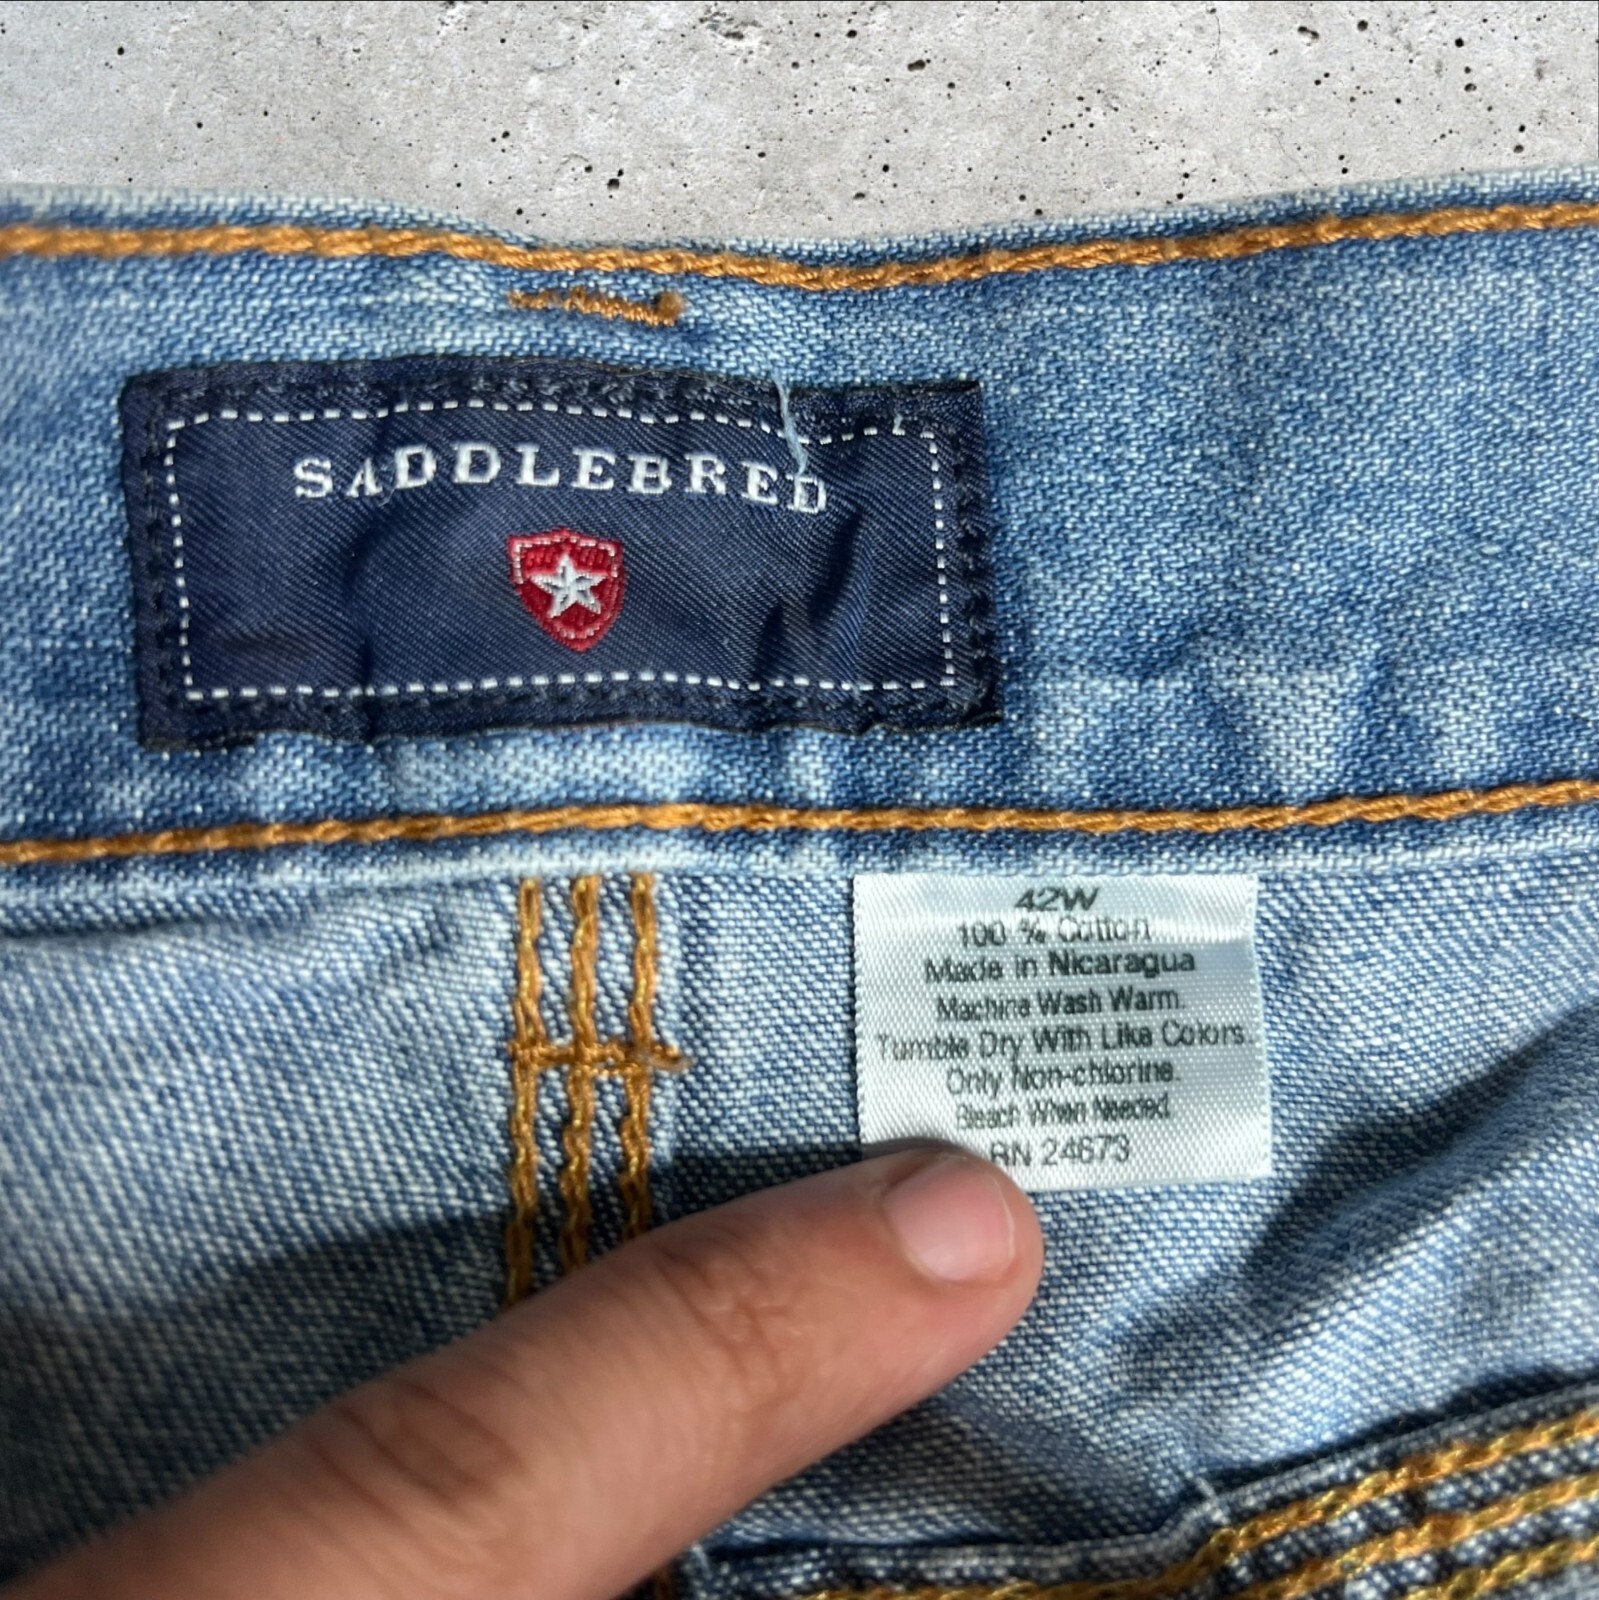 SADDLEBRED
42W
100 % Cotton
Made in Nicaragua
Machine Wash Warm.
Tumble Dry With Like Colors.
Only Non-chlorine.
Bleach When Needed.
RN 24673